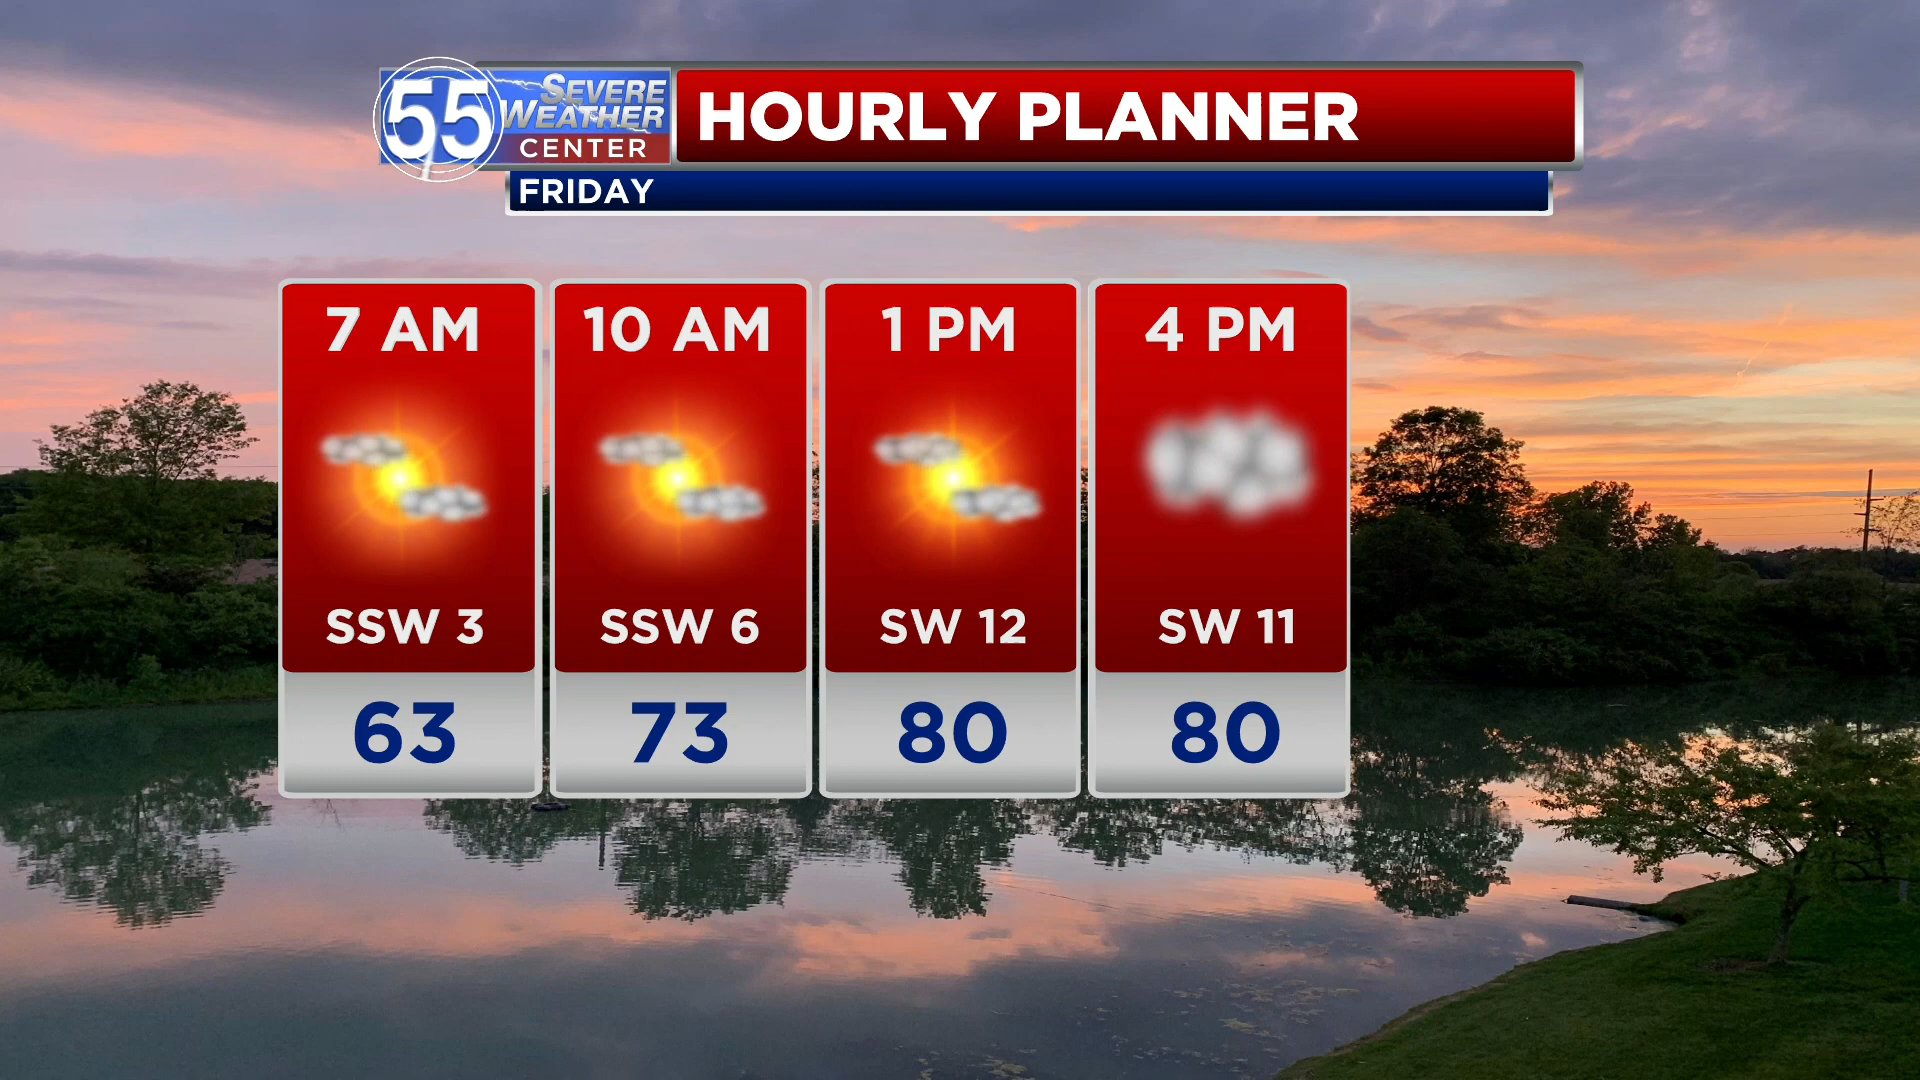 55 SEVERE WEATHER CENTER
HOURLY PLANNER
FRIDAY
7 AM
10 AM
1 PM
4 PM
SSW 3
SSW 6
SW 12
SW 11
63
73
80
80